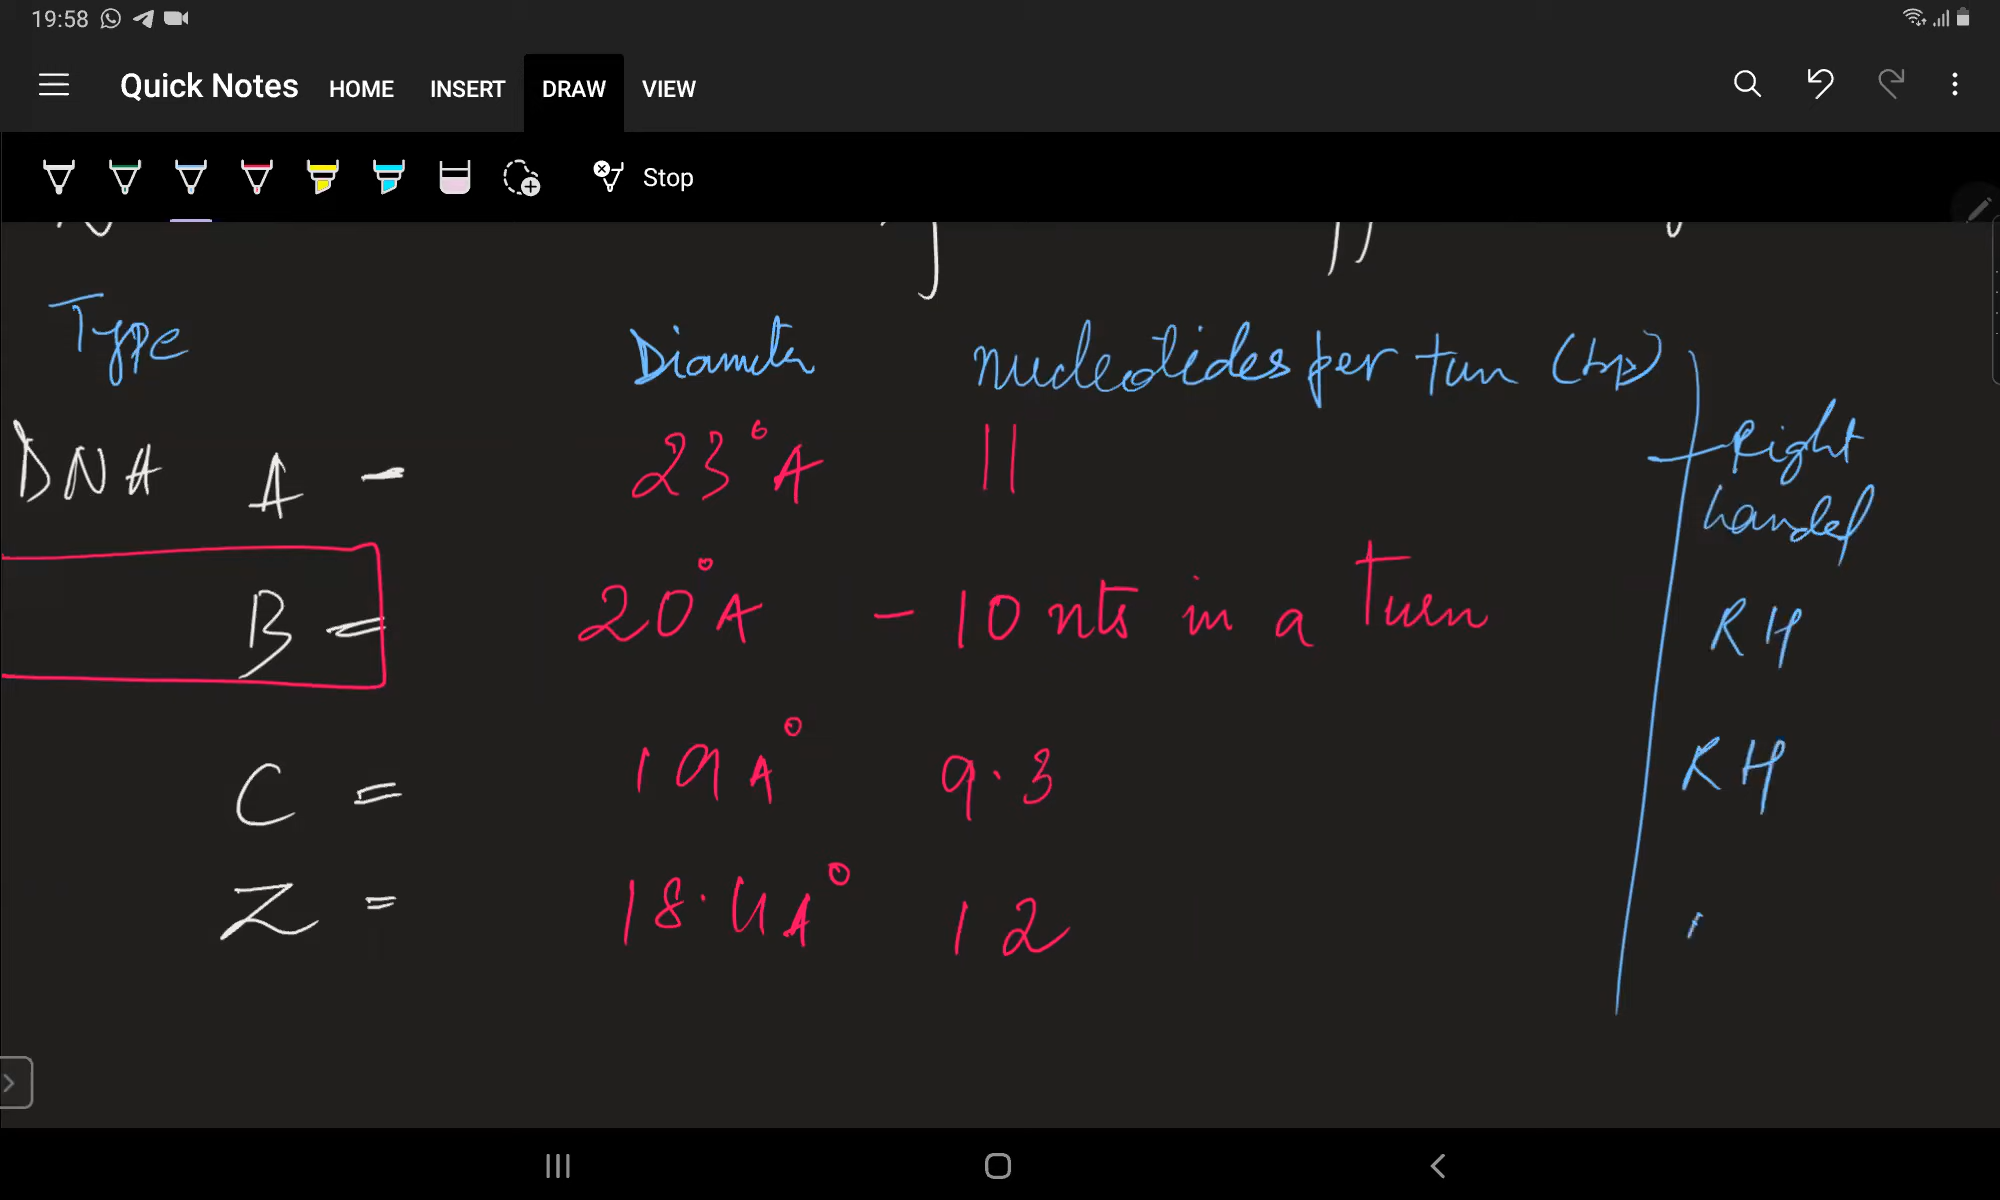 19:58
Quick Notes HOME INSERT DRAW VIEW
Stop
Type Diameter nucleotides per turn (bp)
DNA A - 23°A 11 Right
handed
B = 20°A - 10 nts in a turn RH
C = 19A° 9.3 RH
Z = 18.4A° 12